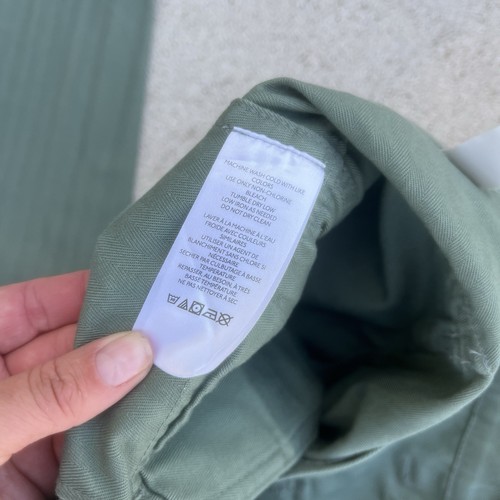 MACHINE WASH COLD WITH LIKE
COLORS
USE ONLY NON-CHLORINE
BLEACH
TUMBLE DRY LOW
LOW IRON AS NEEDED
DO NOT DRY CLEAN
LAVER À LA MACHINE À L'EAU
FROIDE AVEC COULEURS
SIMILAIRES
UTILISER UN AGENT DE
BLANCHIMENT SANS CHLORE SI
NÉCESSAIRE
SÉCHER PAR CULBUTAGE À BASSE
TEMPÉRATURE
REPASSER, AU BESOIN, À TRÈS
BASSE TEMPÉRATURE
NE PAS NETTOYER À SEC